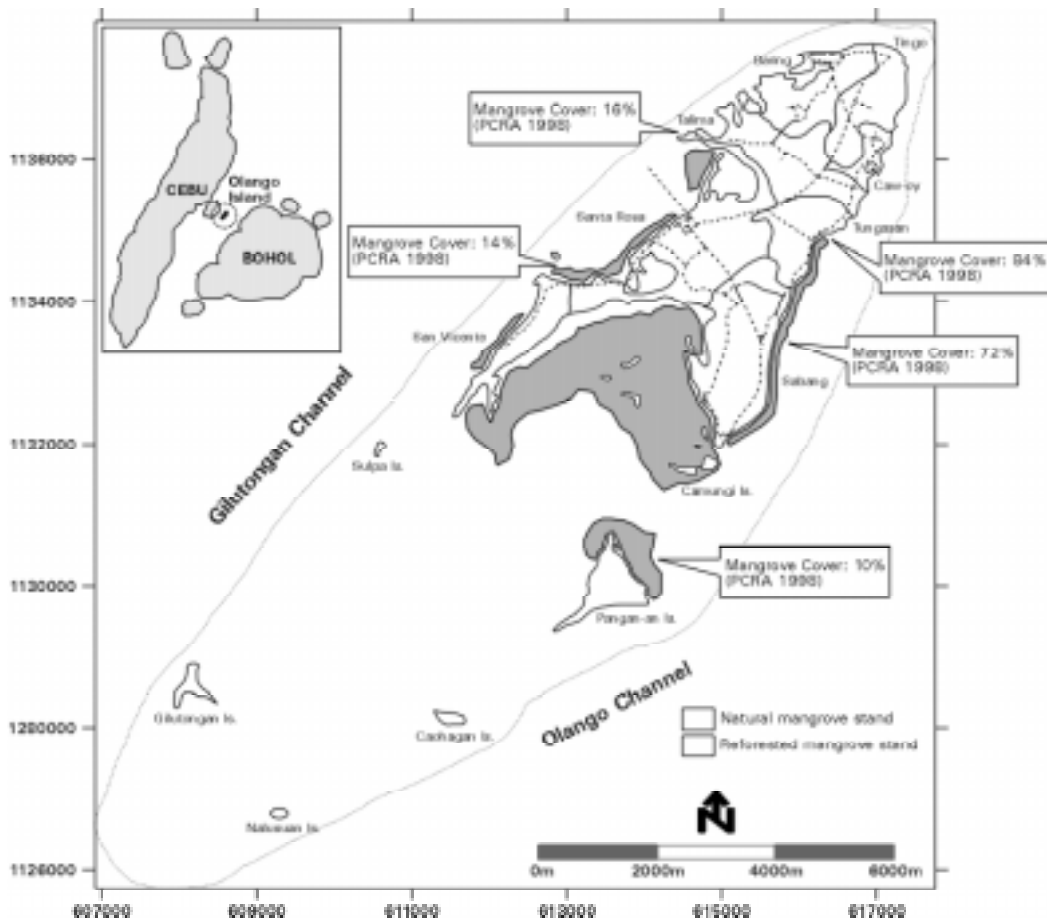 CEBU
Olango
Island
BOHOL
Tingo
Baring
Mangrove Cover: 16%
(PCRA 1998)
Talima
1136000
Caw-oy
Santa Rosa
Tungasan
Mangrove Cover: 14%
(PCRA 1998)
Mangrove Cover: 84%
(PCRA 1998)
1134000
San Vicente
Mangrove Cover: 72%
(PCRA 1998)
Sabang
Gilutongan Channel
1132000
Sulpa Is.
Camungi Is.
Mangrove Cover: 10%
(PCRA 1998)
1130000
Pangan-an Is.
Gilutongan Is.
Olango Channel
Natural mangrove stand
1280000
Caohagan Is.
Reforested mangrove stand
N
Nalusuan Is.
0m 2000m 4000m 6000m
1126000
607000 609000 611000 613000 615000 617000